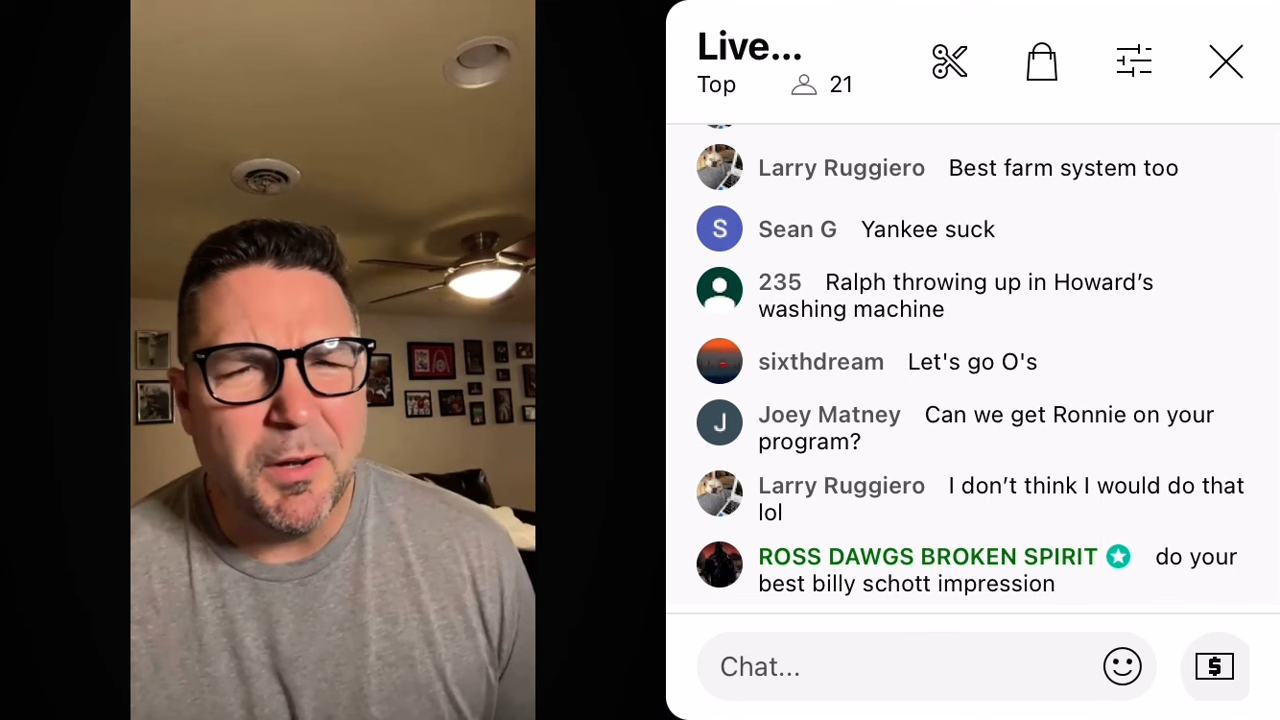 Live...
Top 21
Larry Ruggiero Best farm system too
S Sean G Yankee suck
235 Ralph throwing up in Howard’s
washing machine
sixthdream Let's go O's
J Joey Matney Can we get Ronnie on your
program?
Larry Ruggiero I don’t think I would do that
lol
ROSS DAWGS BROKEN SPIRIT do your
best billy schott impression
Chat... $